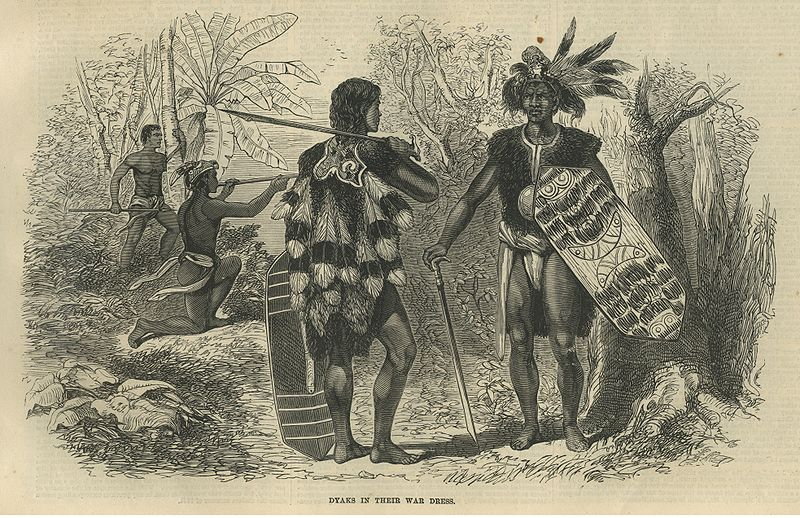 DYAKS IN THEIR WAR DRESS.